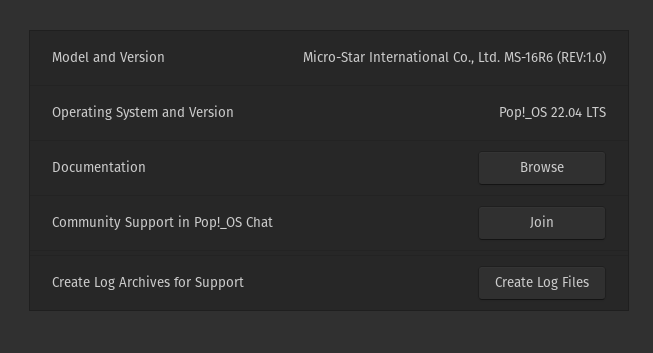 Model and Version Micro-Star International Co., Ltd. MS-16R6 (REV:1.0)
Operating System and Version Pop!_OS 22.04 LTS
Documentation Browse
Community Support in Pop!_OS Chat Join
Create Log Archives for Support Create Log Files